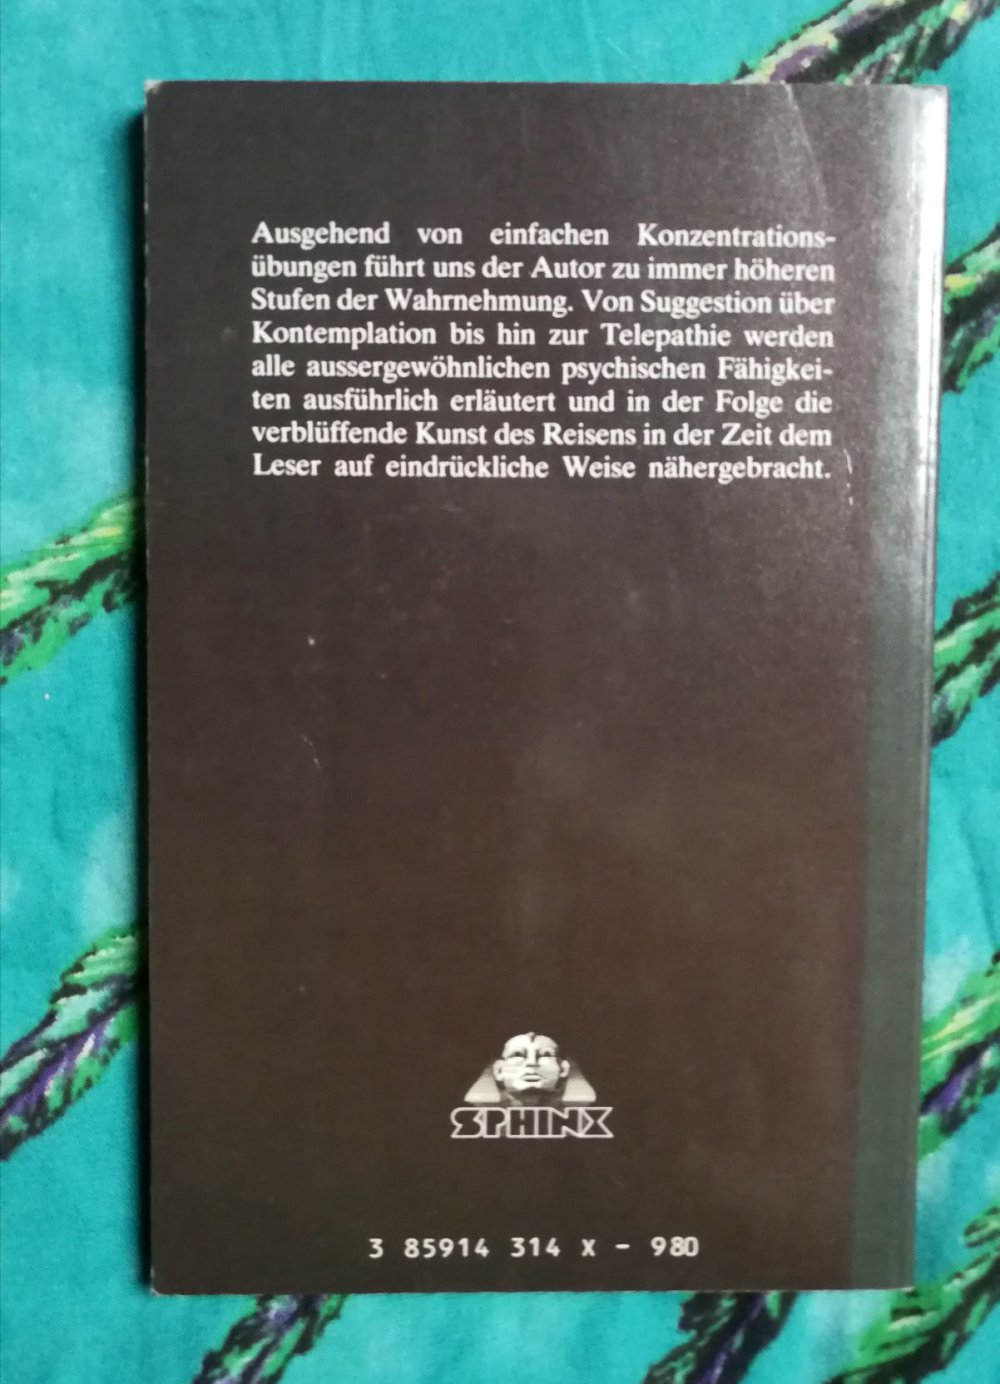 Ausgehend von einfachen Konzentrations-
übungen führt uns der Autor zu immer höheren
Stufen der Wahrnehmung. Von Suggestion über
Kontemplation bis hin zur Telepathie werden
alle aussergewöhnlichen psychischen Fähigkei-
ten ausführlich erläutert und in der Folge die
verblüffende Kunst des Reisens in der Zeit dem
Leser auf eindrückliche Weise nähergebracht.
SPHINX
3 85914 314 X - 980